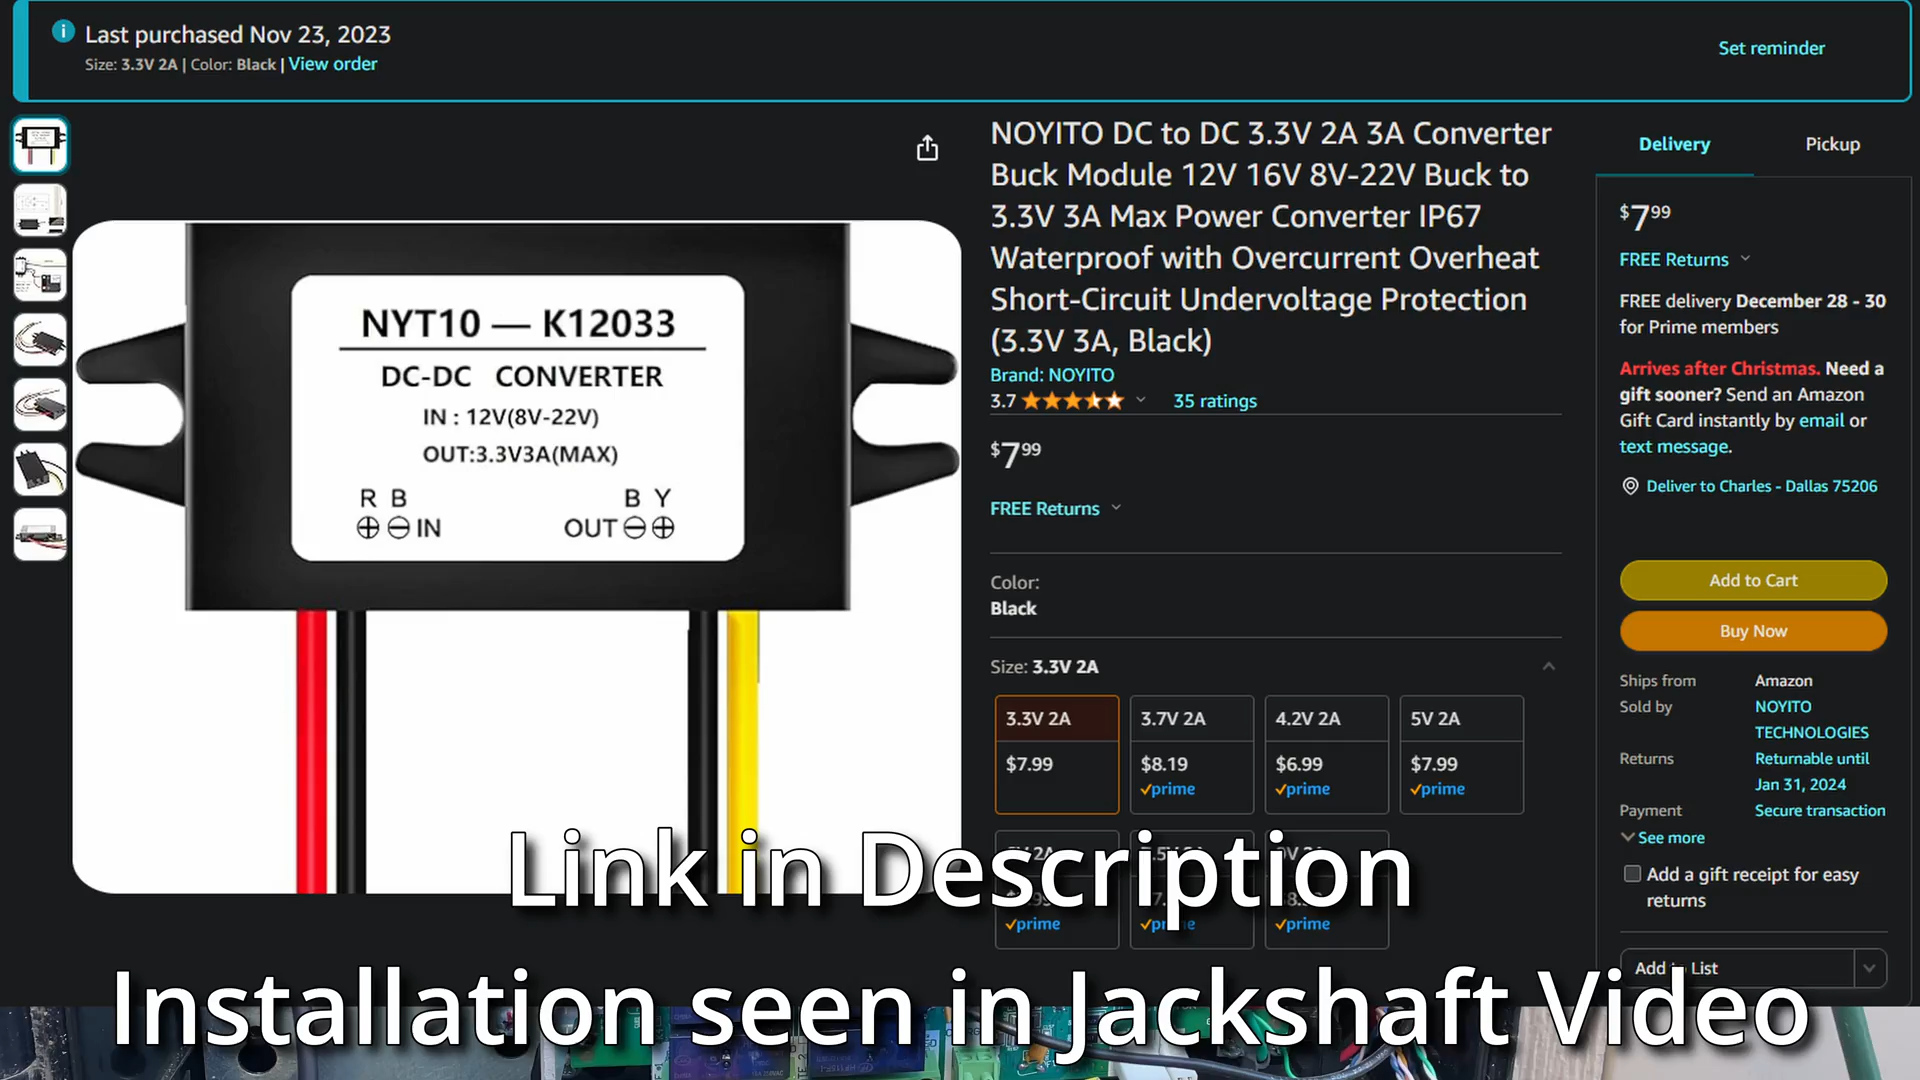 Last purchased Nov 23, 2023
Size: 3.3V 2A | Color: Black | View order
Set reminder
NYT10 — K12033
DC-DC CONVERTER
IN : 12V(8V-22V)
OUT:3.3V3A(MAX)
R B
B Y
IN
OUT
NOYITO DC to DC 3.3V 2A 3A Converter
Buck Module 12V 16V 8V-22V Buck to
3.3V 3A Max Power Converter IP67
Waterproof with Overcurrent Overheat
Short-Circuit Undervoltage Protection
(3.3V 3A, Black)
Brand: NOYITO
3.7
35 ratings
$7.99
FREE Returns
Color:
Black
Size: 3.3V 2A
3.3V 2A
$7.99
3.7V 2A
$8.19
prime
4.2V 2A
$6.99
prime
5V 2A
$7.99
prime
prime
prime
prime
Delivery
Pickup
$7.99
FREE Returns
FREE delivery December 28 - 30
for Prime members
Arrives after Christmas. Need a
gift sooner? Send an Amazon
Gift Card instantly by email or
text message.
Deliver to Charles - Dallas 75206
Add to Cart
Buy Now
Ships from Amazon
Sold by NOYITO
TECHNOLOGIES
Returns Returnable until
Jan 31, 2024
Payment Secure transaction
See more
Add a gift receipt for easy
returns
Add to List
Link in Description
Installation seen in Jackshaft Video